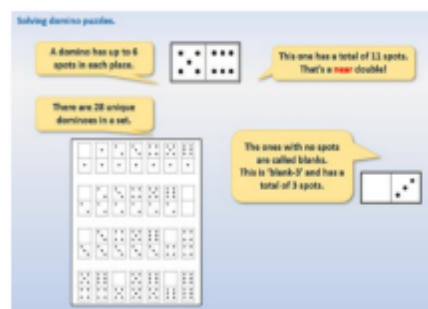 Solving domino puzzles.
A domino has up to 6
spots in each place.
This one has a total of 11 spots.
That's a near double!
There are 28 unique
dominoes in a set.
The ones with no spots
are called blanks.
This is 'blank-3' and has a
total of 3 spots.